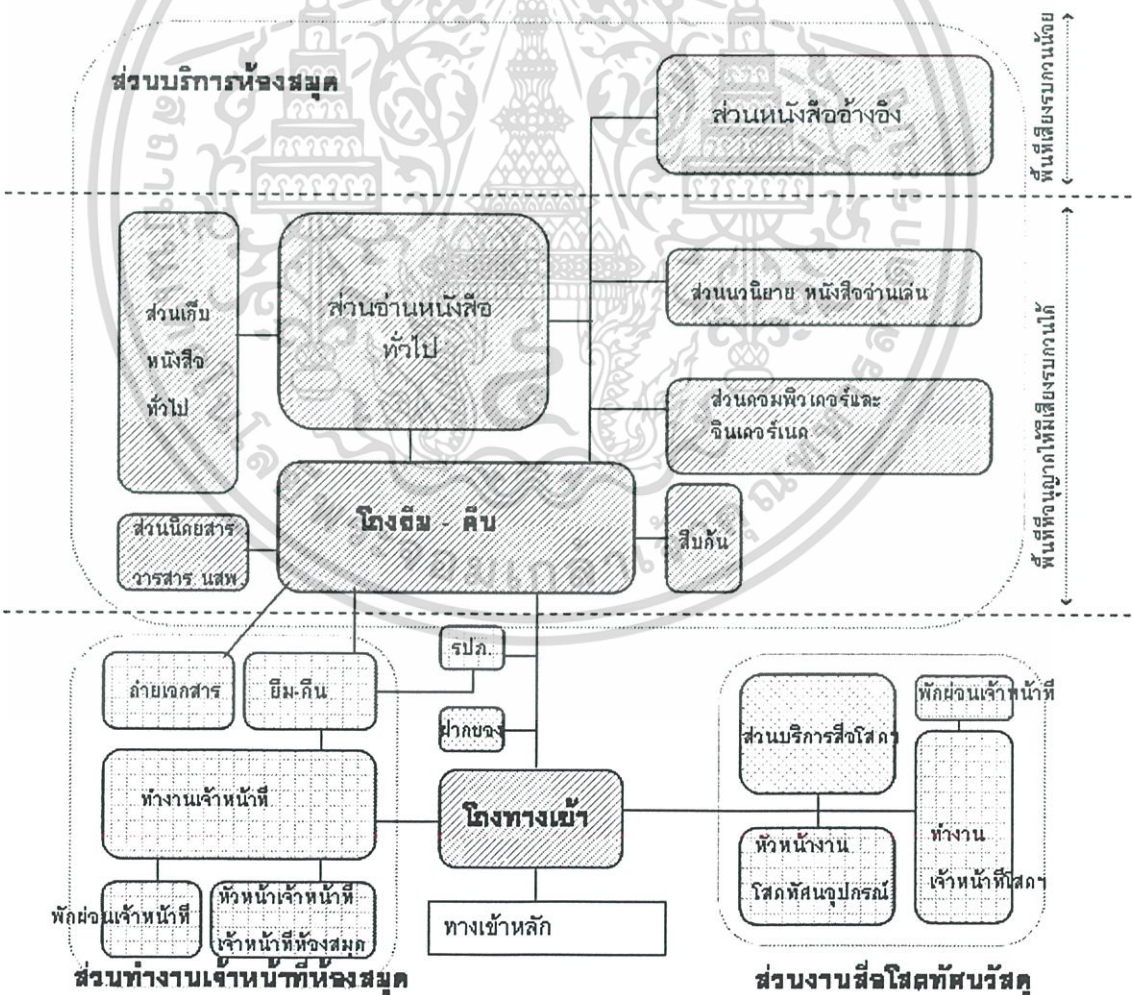 ส่วนบริการห้องสมุด
ส่วนหนังสืออ้างอิง
พื้นที่เสียงรบกวนน้อย
ส่วนเก็บ
หนังสือ
ทั่วไป
ส่วนอ่านหนังสือ
ทั่วไป
ส่วนนวนิยาย หนังสืออ่านเล่น
ส่วนคอมพิวเตอร์และ
อินเตอร์เนต
พื้นที่อนุญาตให้มีเสียงรบกวนได้
ส่วนนิตยสาร
วารสาร นสพ.
โถงยืม - คืน
สืบค้น
ถ่ายเอกสาร
ยืม-คืน
รปภ.
ฝากของ
ส่วนบริการสื่อโสตฯ
พักผ่อนเจ้าหน้าที่
ทำงานเจ้าหน้าที่
โถงทางเข้า
หัวหน้างาน
โสตทัศนอุปกรณ์
ทำงาน
เจ้าหน้าที่โสตฯ
พักผ่อนเจ้าหน้าที่
หัวหน้าเจ้าหน้าที่
เจ้าหน้าที่ห้องสมุด
ทางเข้าหลัก
ส่วนทำงานเจ้าหน้าที่ห้องสมุด
ส่วนงานสื่อโสตทัศนวัสดุ